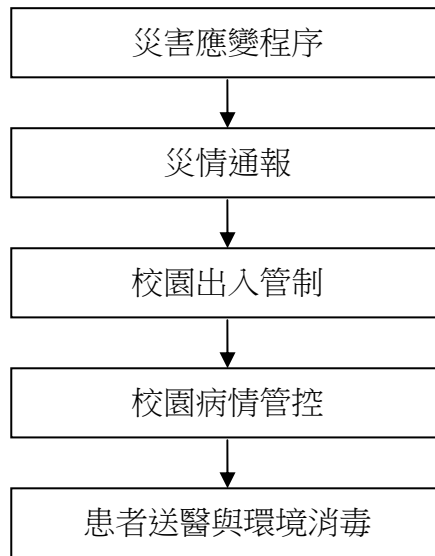 災害應變程序
災情通報
校園出入管制
校園病情管控
患者送醫與環境消毒